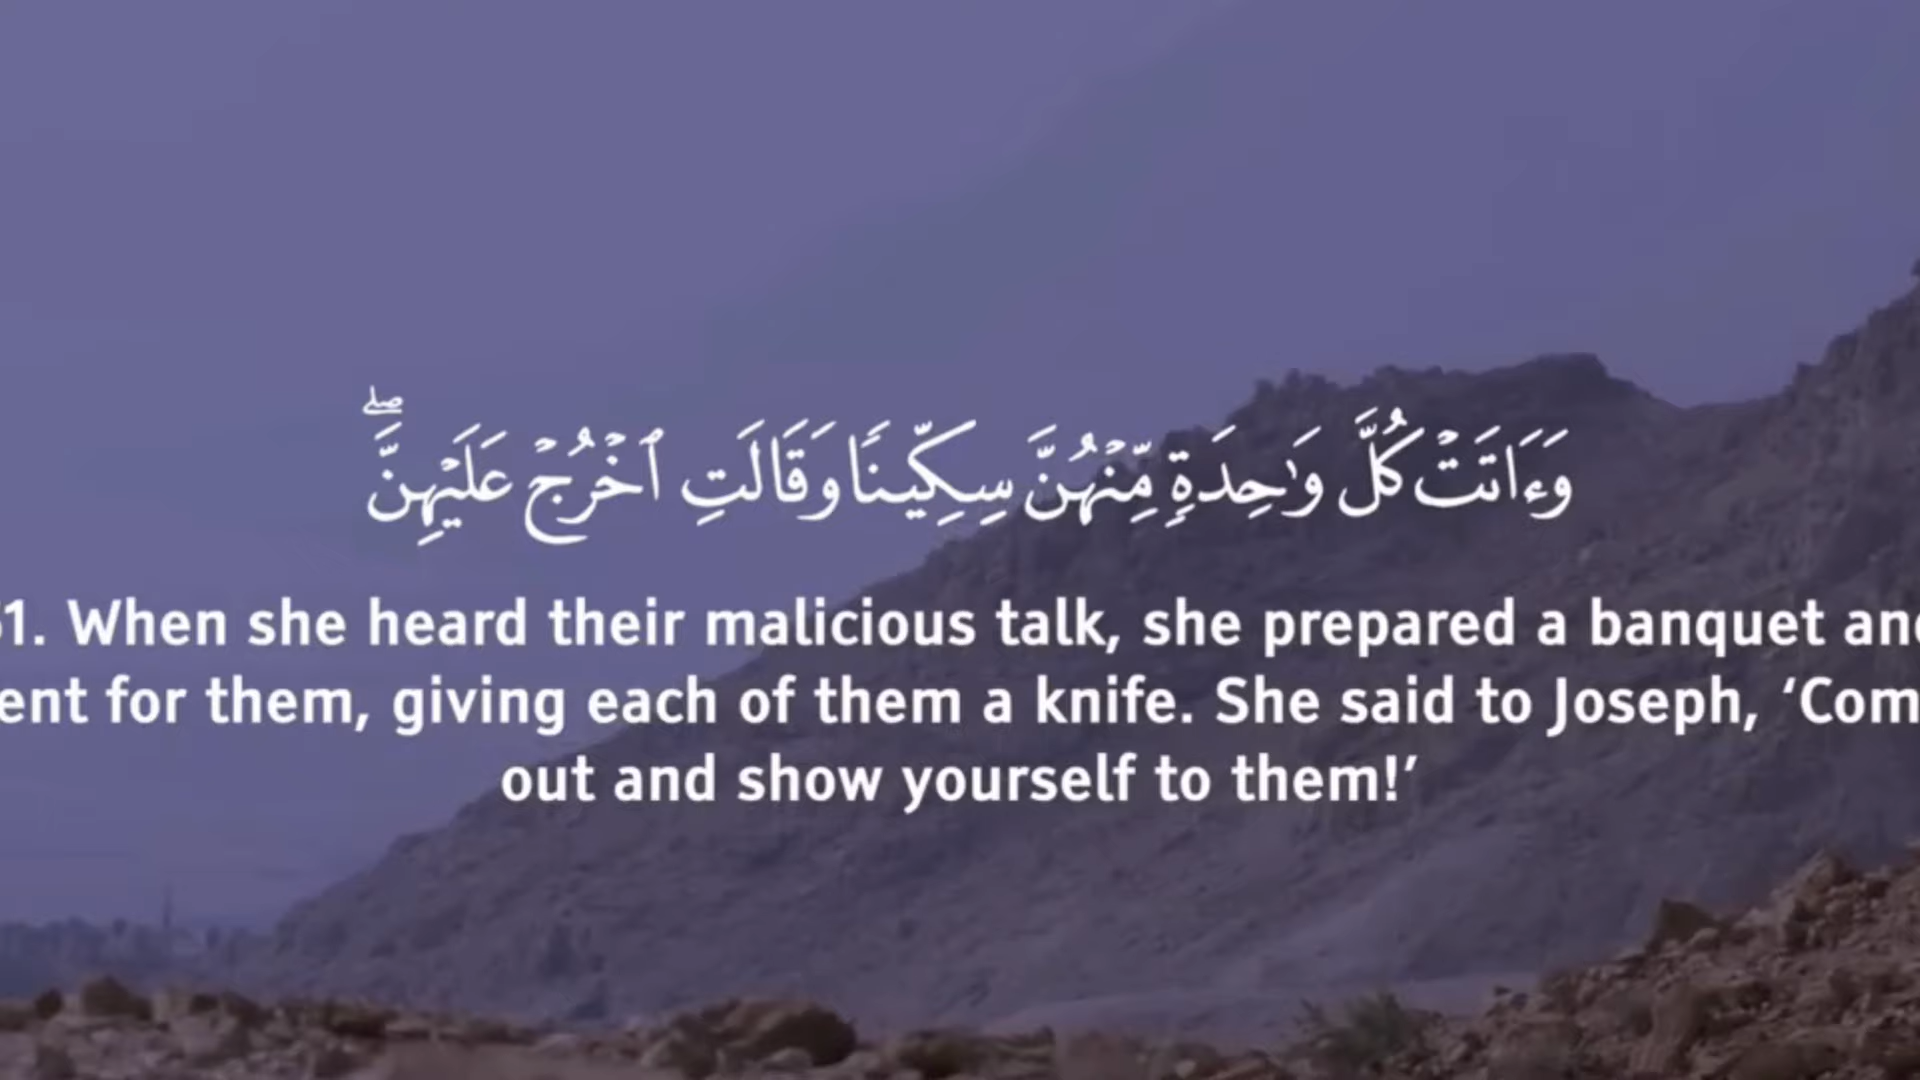 وَءَاتَتۡ كُلَّ وَٰحِدَةٖ مِّنۡهُنَّ سِكِّينٗا وَقَالَتِ ٱخۡرُجۡ عَلَيۡهِنَّۖ
1. When she heard their malicious talk, she prepared a banquet and
ent for them, giving each of them a knife. She said to Joseph, ‘Com
out and show yourself to them!’